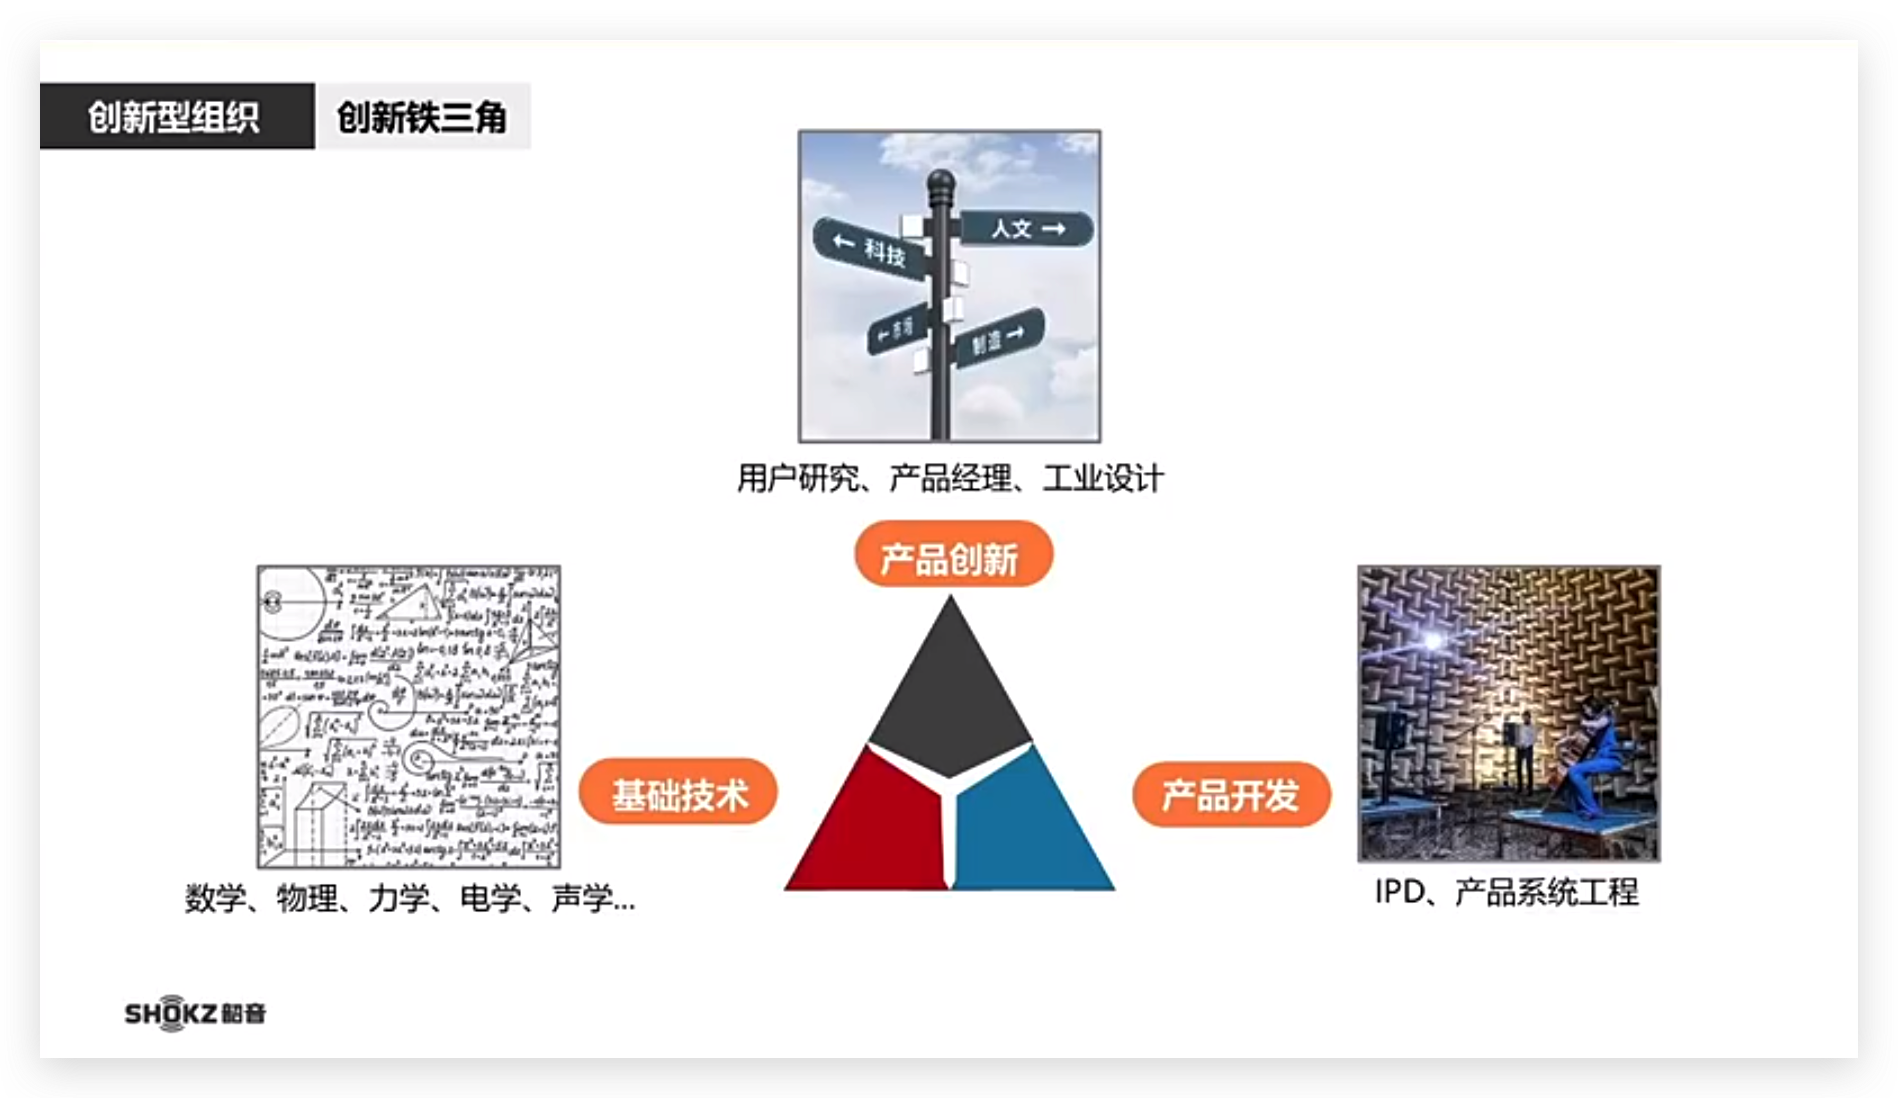 创新型组织
创新铁三角
人文 →
← 科技
制造 →
用户研究、产品经理、工业设计
产品创新
基础技术
产品开发
数学、物理、力学、电学、声学...
IPD、产品系统工程
SHOKZ 韶音